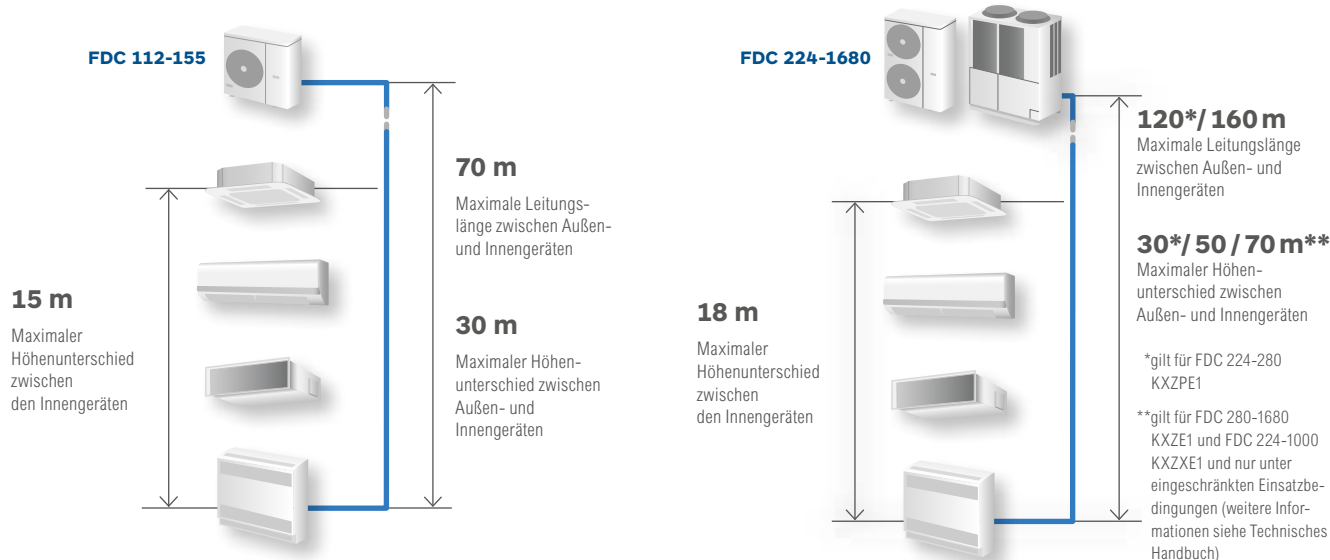 FDC 112-155
70 m
Maximale Leitungs-
länge zwischen Außen-
und Innengeräten
15 m
Maximaler
Höhenunterschied
zwischen
den Innengeräten
30 m
Maximaler Höhen-
unterschied zwischen
Außen- und
Innengeräten
FDC 224-1680
120*/ 160 m
Maximale Leitungslänge
zwischen Außen- und
Innengeräten
30*/ 50 / 70 m**
Maximaler Höhen-
unterschied zwischen
Außen- und Innengeräten
18 m
Maximaler
Höhenunterschied
zwischen
den Innengeräten
*gilt für FDC 224-280
KXZPE1
**gilt für FDC 280-1680
KXZE1 und FDC 224-1000
KXZXE1 und nur unter
eingeschränkten Einsatzbe-
dingungen (weitere Infor-
mationen siehe Technisches
Handbuch)